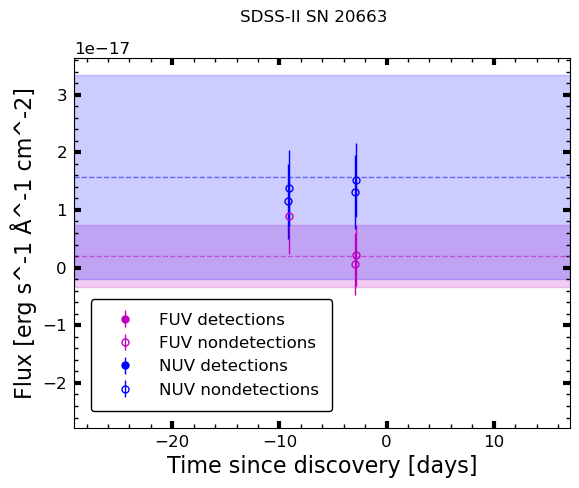 SDSS-II SN 20663
1e−17
3
2
1
0
−1
−2
Flux [erg s^-1 Å^-1 cm^-2]
FUV detections
FUV nondetections
NUV detections
NUV nondetections
−20 −10 0 10
Time since discovery [days]